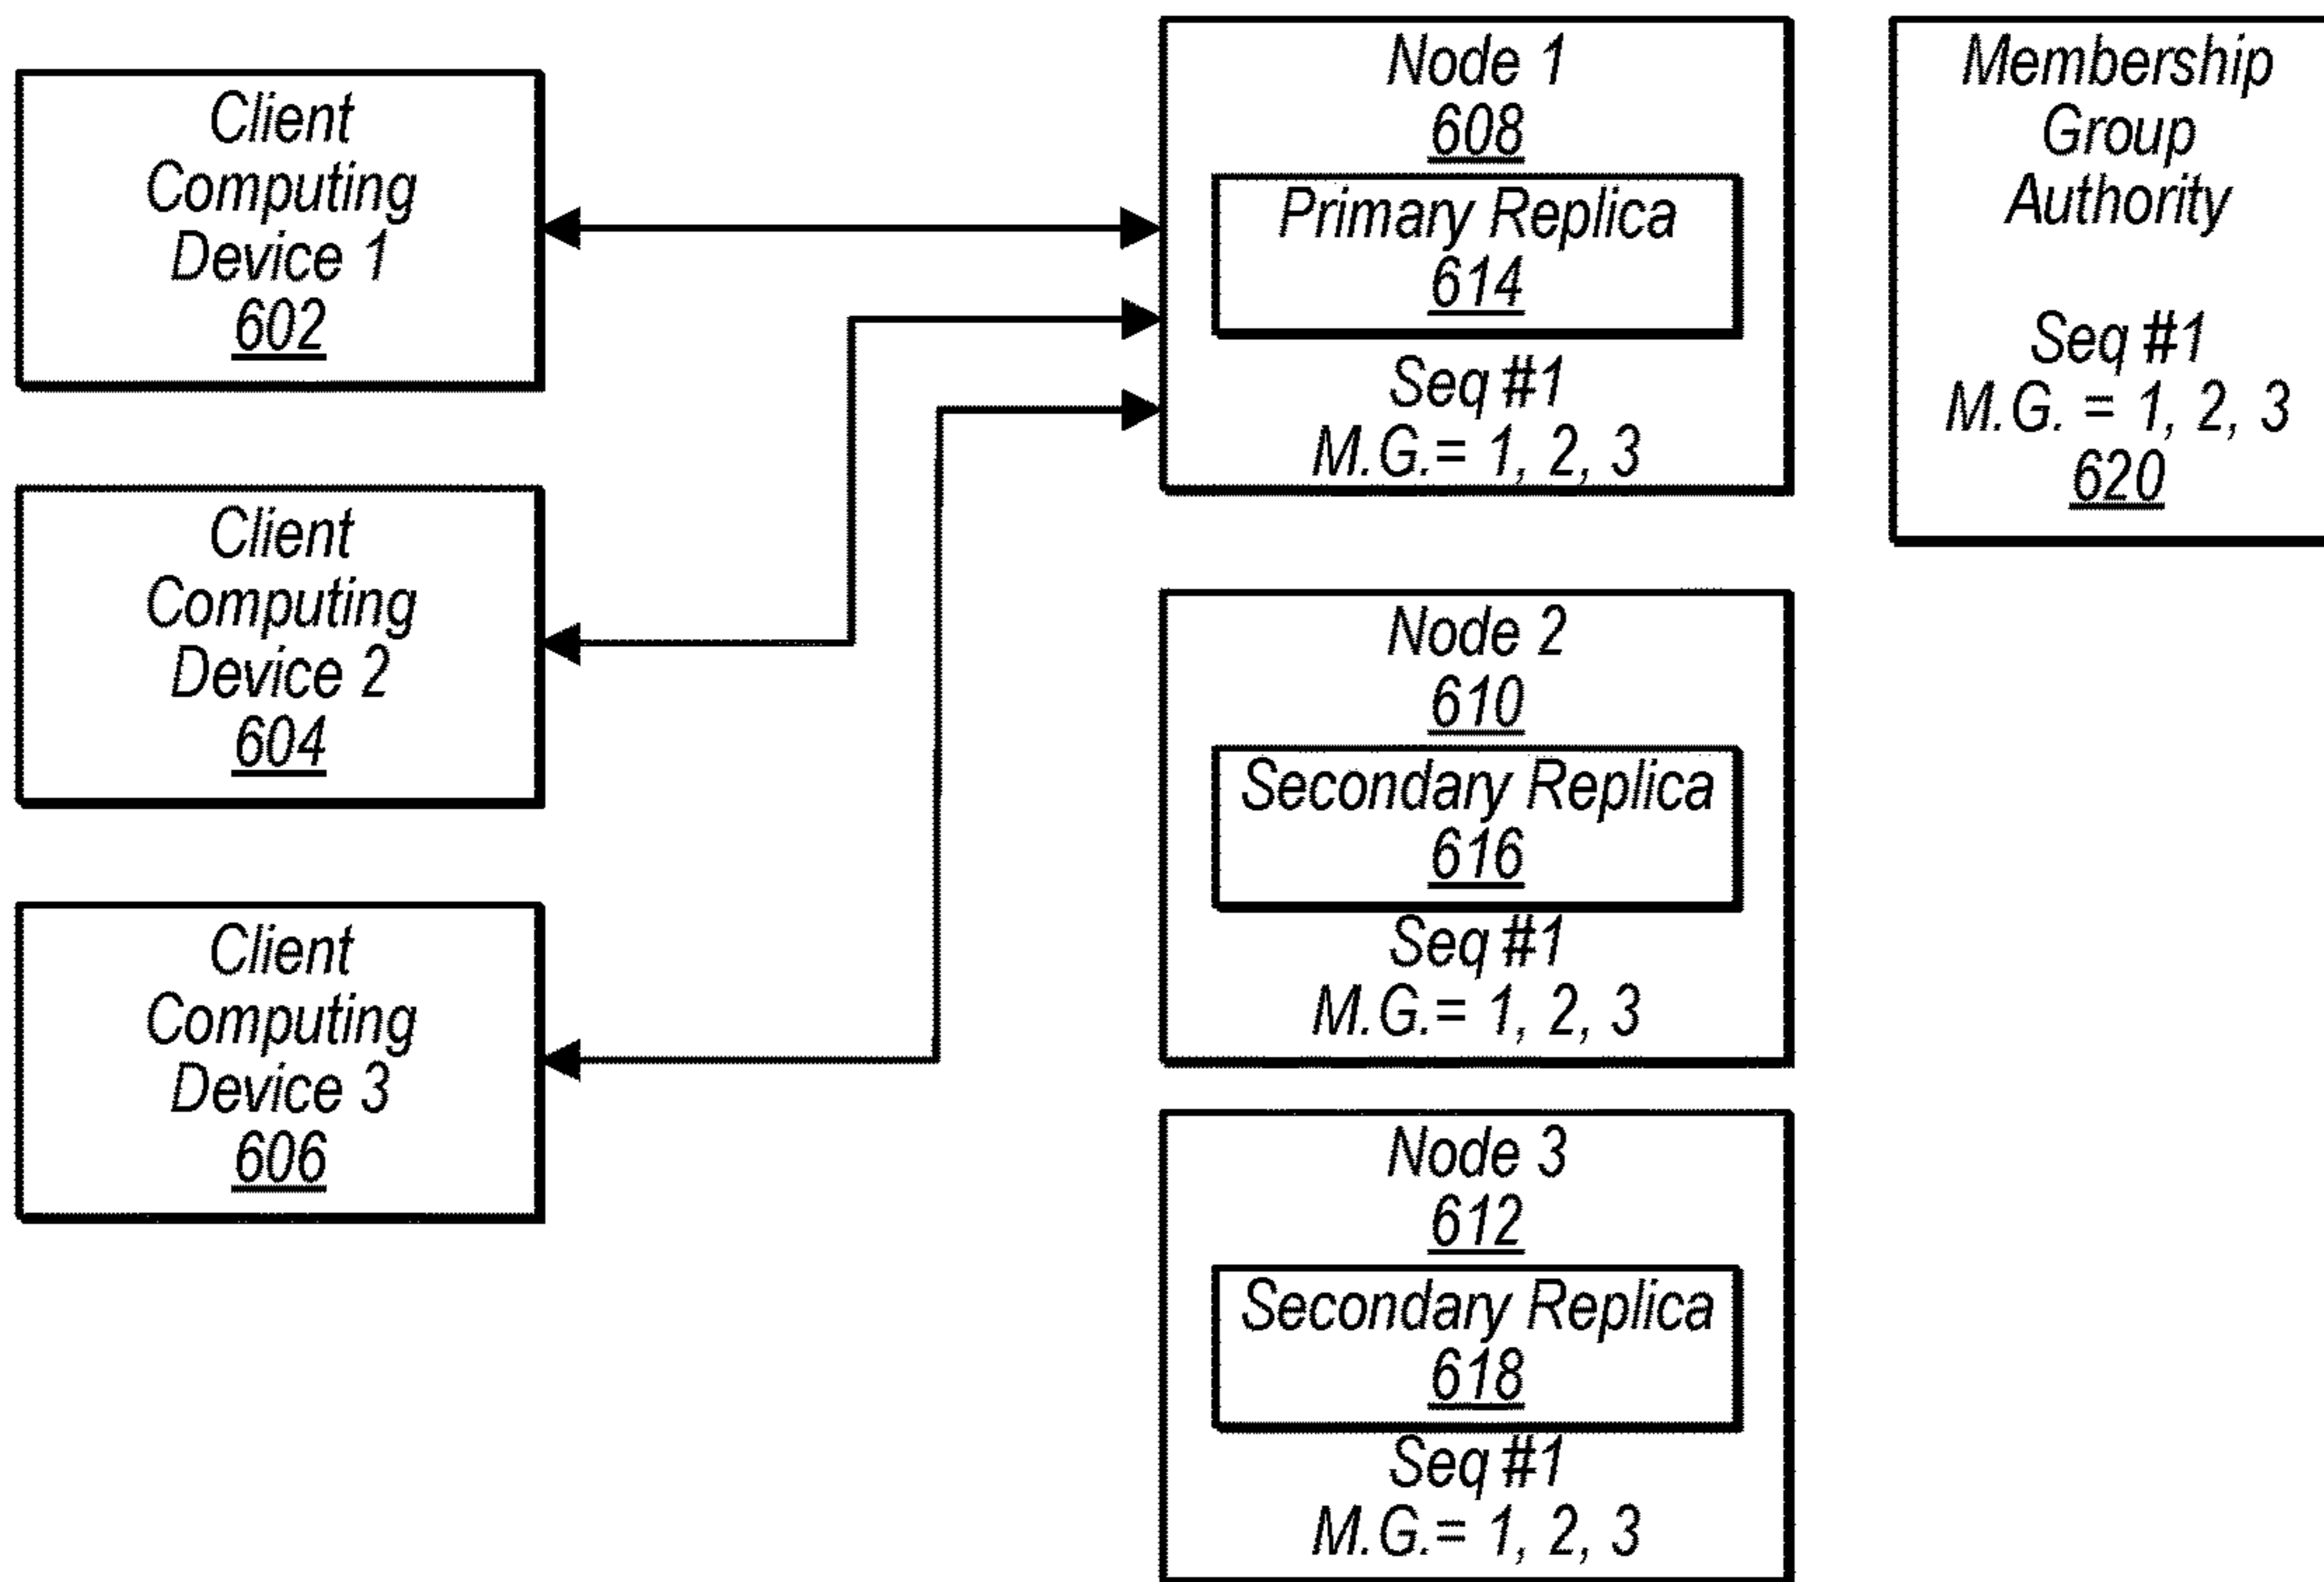 Client
Computing
Device 1
602
Client
Computing
Device 2
604
Client
Computing
Device 3
606
Node 1
608
Primary Replica
614
Seq #1
M.G.= 1, 2, 3
Node 2
610
Secondary Replica
616
Seq #1
M.G.= 1, 2, 3
Node 3
612
Secondary Replica
618
Seq #1
M.G.= 1, 2, 3
Membership
Group
Authority
Seq #1
M.G. = 1, 2, 3
620